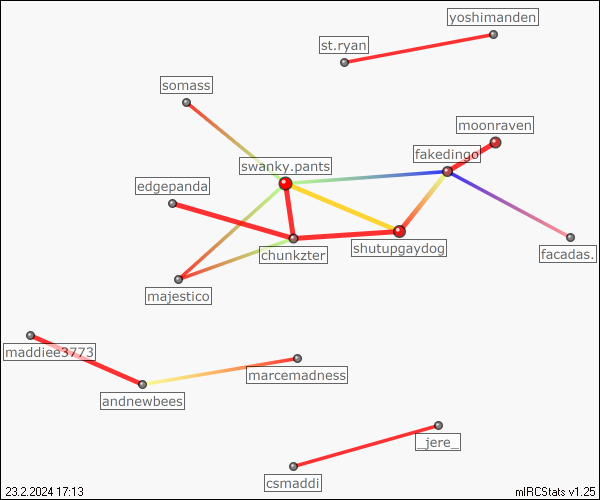 yoshimanden
st.ryan
somass
moonraven
fakedingo
swanky.pants
edgepanda
chunkzter
shutupgaydog
facadas.
majestico
maddiee3773
marcemadness
andnewbees
_jere_
csmaddi
23.2.2024 17:13
mIRCStats v1.25